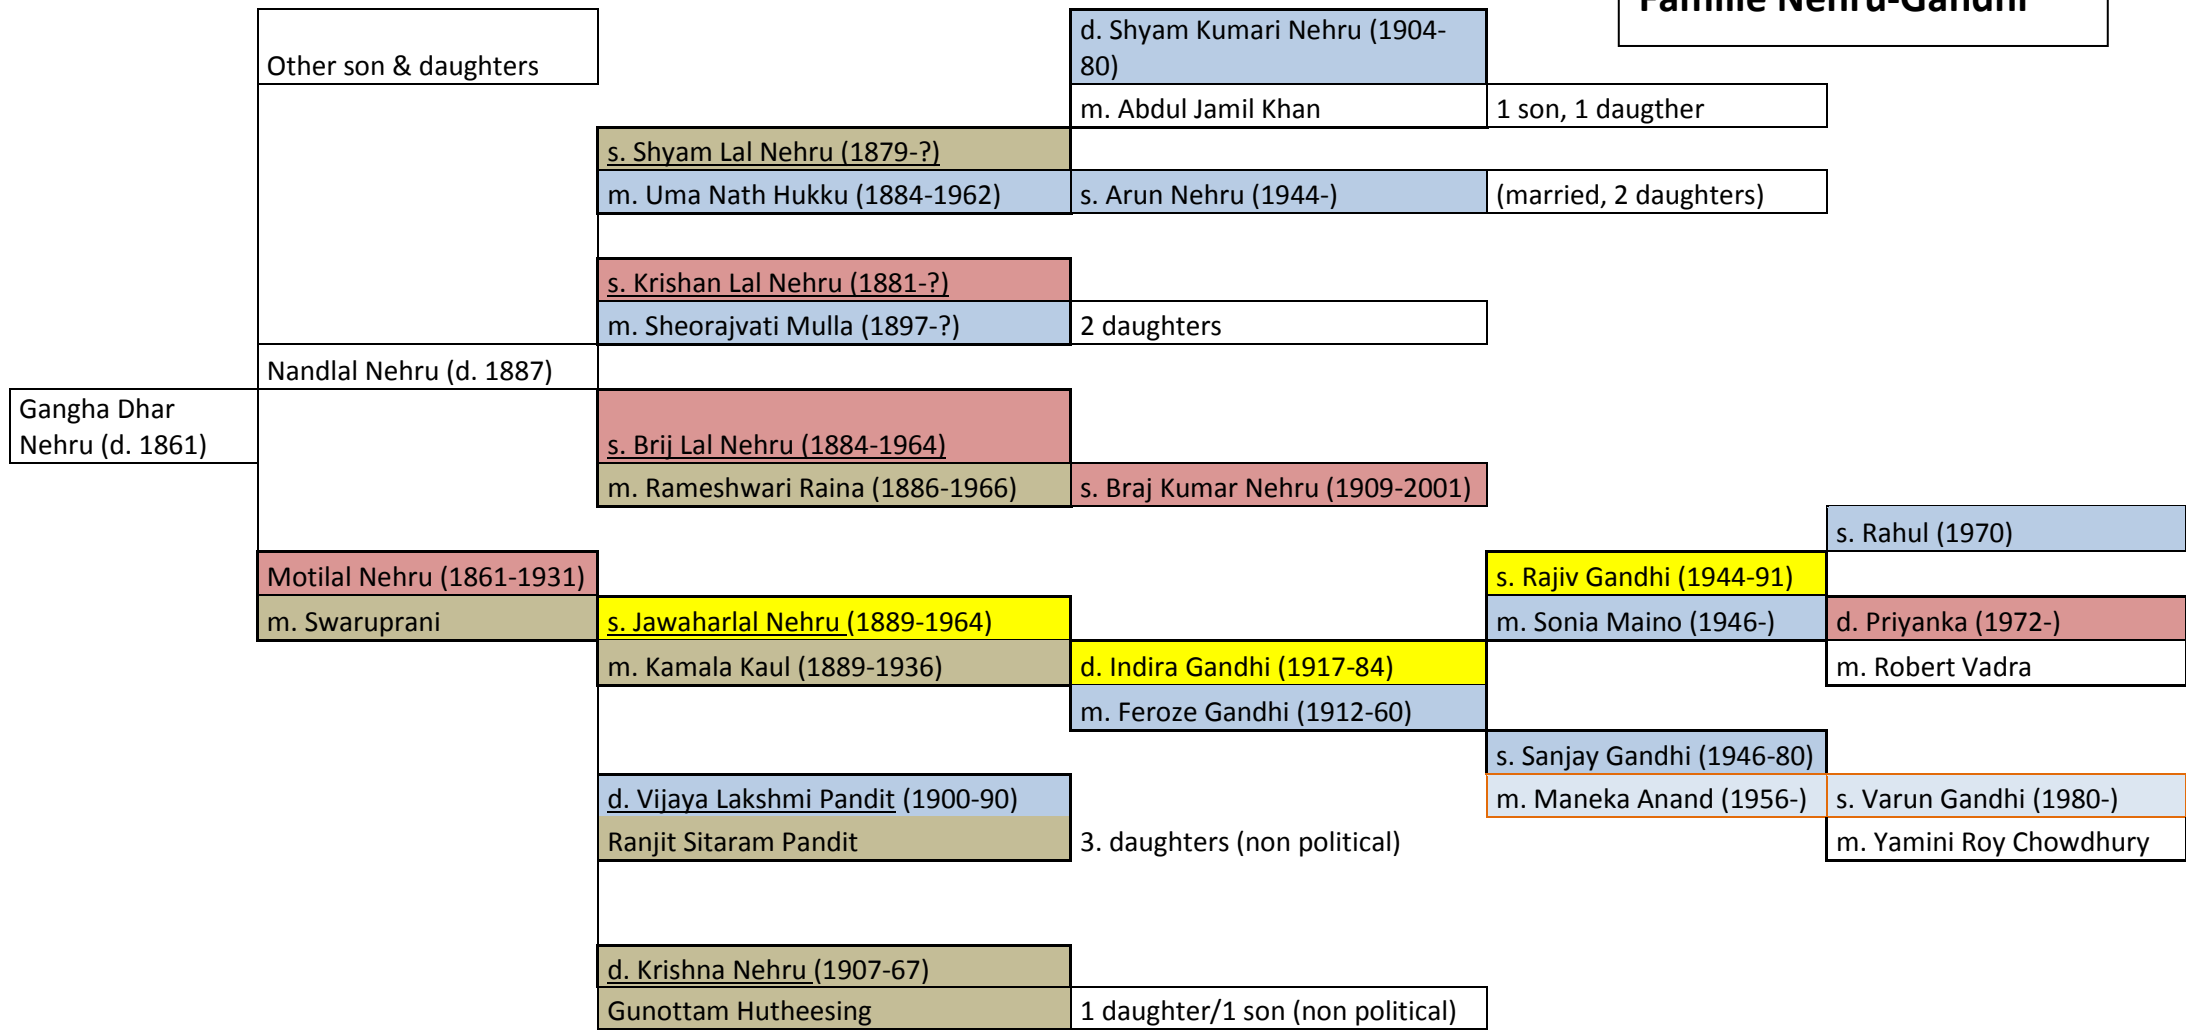 Familie Nehru-Gandhi
d. Shyam Kumari Nehru (1904-
80)
Other son & daughters
m. Abdul Jamil Khan
1 son, 1 daugther
s. Shyam Lal Nehru (1879-?)
m. Uma Nath Hukku (1884-1962)
s. Arun Nehru (1944-)
(married, 2 daughters)
s. Krishan Lal Nehru (1881-?)
m. Sheorajvati Mulla (1897-?)
2 daughters
Nandlal Nehru (d. 1887)
Gangha Dhar
Nehru (d. 1861)
s. Brij Lal Nehru (1884-1964)
m. Rameshwari Raina (1886-1966)
s. Braj Kumar Nehru (1909-2001)
s. Rahul (1970)
Motilal Nehru (1861-1931)
s. Rajiv Gandhi (1944-91)
m. Swaruprani
s. Jawaharlal Nehru (1889-1964)
m. Sonia Maino (1946-)
d. Priyanka (1972-)
m. Kamala Kaul (1889-1936)
d. Indira Gandhi (1917-84)
m. Robert Vadra
m. Feroze Gandhi (1912-60)
s. Sanjay Gandhi (1946-80)
d. Vijaya Lakshmi Pandit (1900-90)
m. Maneka Anand (1956-)
s. Varun Gandhi (1980-)
Ranjit Sitaram Pandit
3. daughters (non political)
m. Yamini Roy Chowdhury
d. Krishna Nehru (1907-67)
Gunottam Hutheesing
1 daughter/1 son (non political)